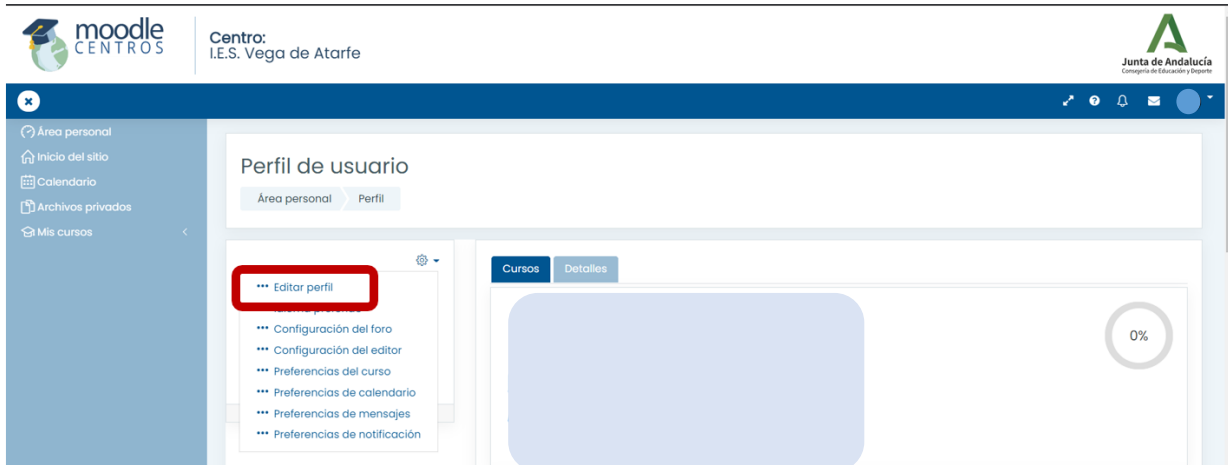 moodle
CENTROS
Centro:
I.E.S. Vega de Atarfe
Junta de Andalucía
Consejería de Educación y Deporte
Área personal
Inicio del sitio
Calendario
Archivos privados
Mis cursos
Perfil de usuario
Área personal
Perfil
Editar perfil
Configuración del foro
Configuración del editor
Preferencias del curso
Preferencias de calendario
Preferencias de mensajes
Preferencias de notificación
Cursos
Detalles
0%